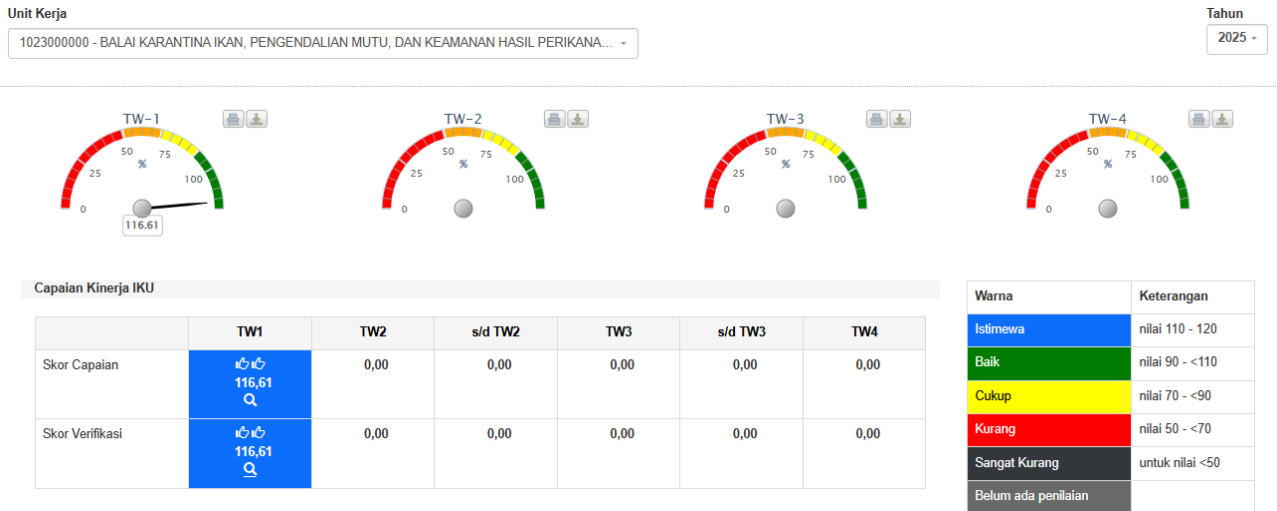 Unit Kerja
Tahun
1023000000 - BALAI KARANTINA IKAN, PENGENDALIAN MUTU, DAN KEAMANAN HASIL PERIKANA...
2025
TW-1
TW-2
TW-3
TW-4
0 25 50 75 100 %
116.61
0 25 50 75 100 %
0 25 50 75 100 %
0 25 50 75 100 %
Capaian Kinerja IKU
TW1 TW2 s/d TW2 TW3 s/d TW3 TW4
Skor Capaian 116,61 0,00 0,00 0,00 0,00 0,00
Skor Verifikasi 116,61 0,00 0,00 0,00 0,00 0,00
Warna Keterangan
Istimewa nilai 110 - 120
Baik nilai 90 - <110
Cukup nilai 70 - <90
Kurang nilai 50 - <70
Sangat Kurang untuk nilai <50
Belum ada penilaian